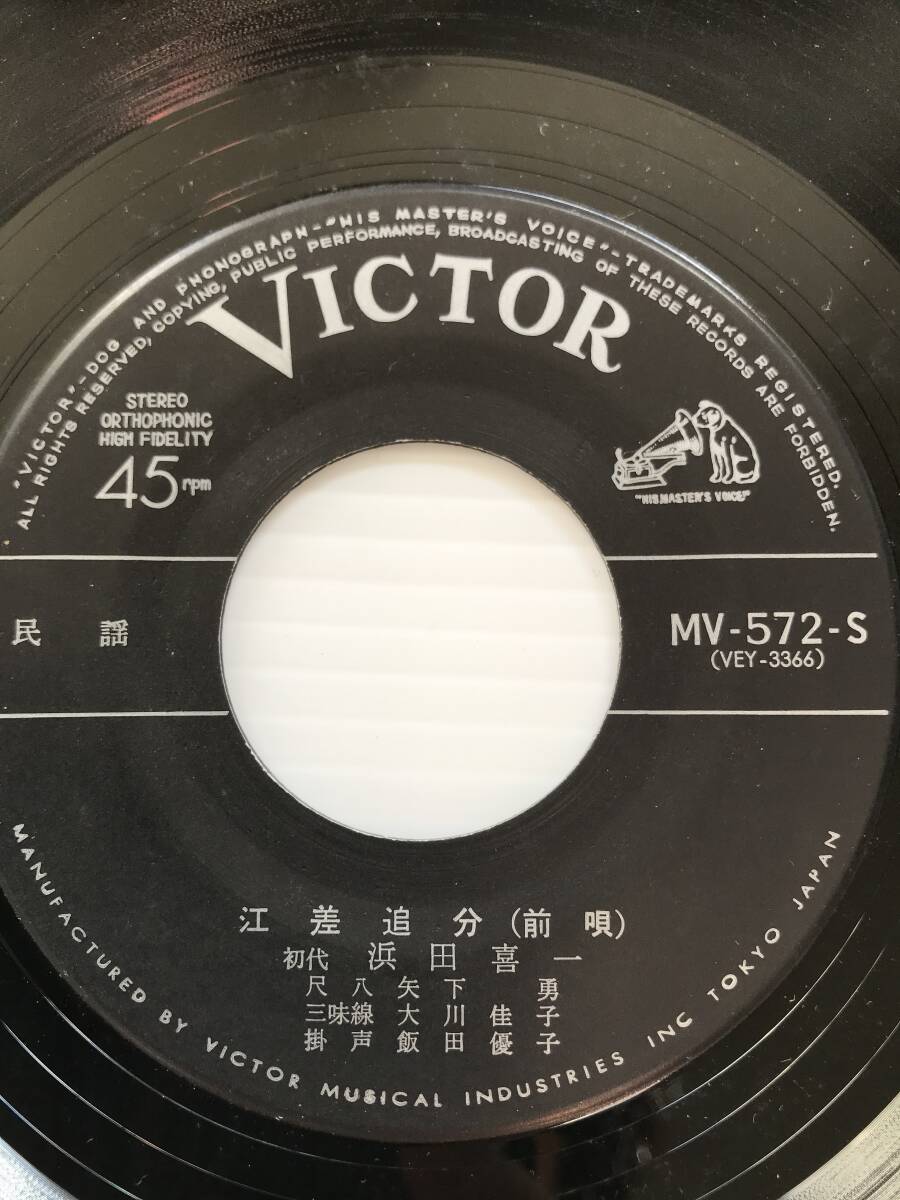 "VICTOR"-DOG AND PHONOGRAPH-"HIS MASTER'S VOICE"-TRADEMARKS REGISTERED.
ALL RIGHTS RESERVED, COPYING, PUBLIC PERFORMANCE, BROADCASTING OF THESE RECORDS ARE FORBIDDEN.
VICTOR
STEREO
ORTHOPHONIC
HIGH FIDELITY
45 rpm
"HIS MASTER'S VOICE"
民謡
MV-572-S
(VEY-3366)
江差追分(前唄)
初代 浜田喜一
尺八 矢下勇
三味線 大川佳子
掛声 飯田優子
MANUFACTURED BY VICTOR MUSICAL INDUSTRIES INC TOKYO JAPAN